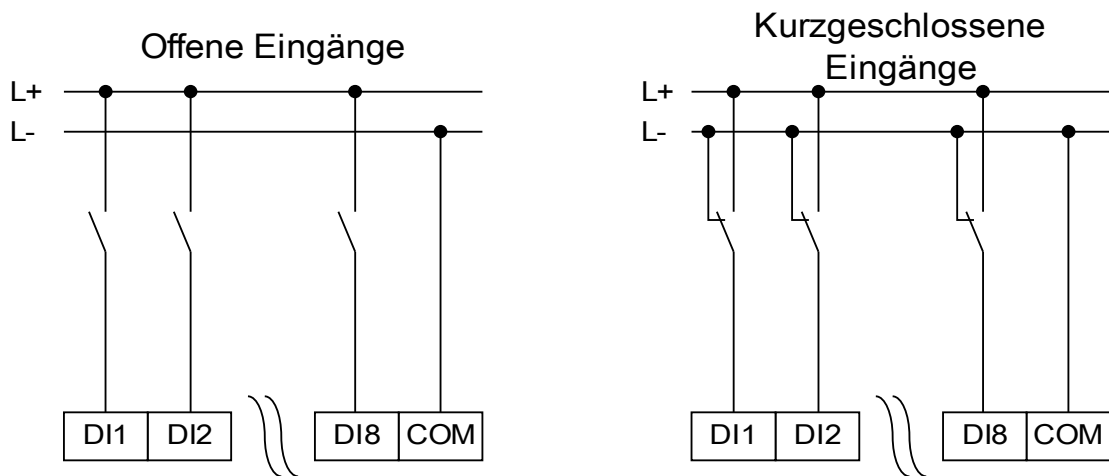 Offene Eingänge
L+
L-
DI1 DI2 DI8 COM
Kurzgeschlossene
Eingänge
L+
L-
DI1 DI2 DI8 COM